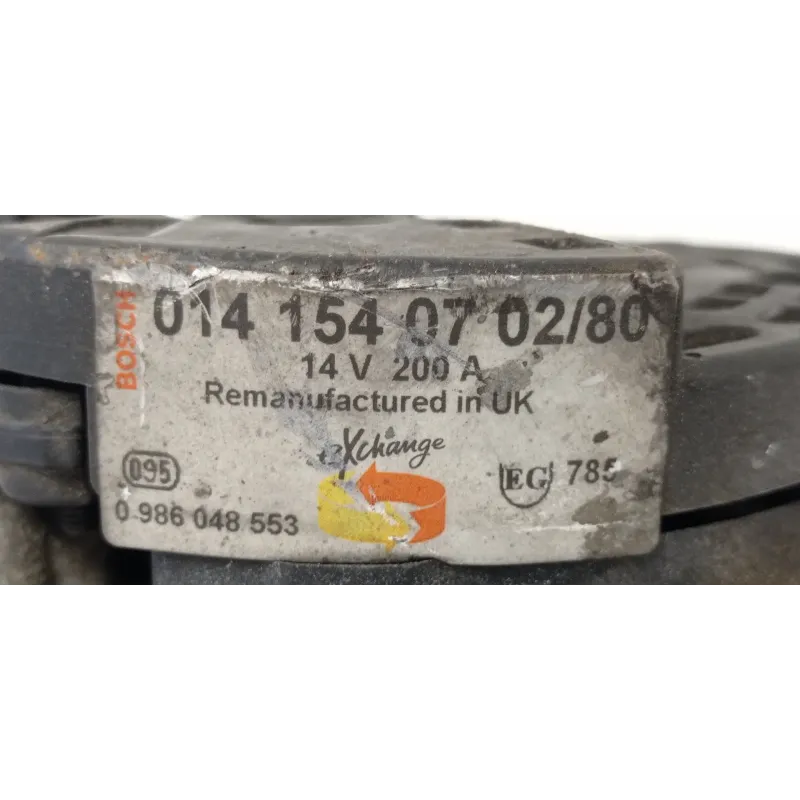 BOSCH
014 154 07 02/80
14 V 200 A
Remanufactured in UK
eXchange
095
EG 785
0 986 048 553